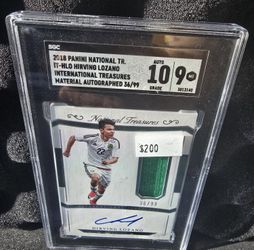 SGC
2018 PANINI NATIONAL TR.
IT-HLO HIRVING LOZANO
INTERNATIONAL TREASURES
MATERIAL AUTOGRAPHED 36/99
AUTO
10
GRADE
9
National Treasures
$200
36/99
HIRVING LOZANO